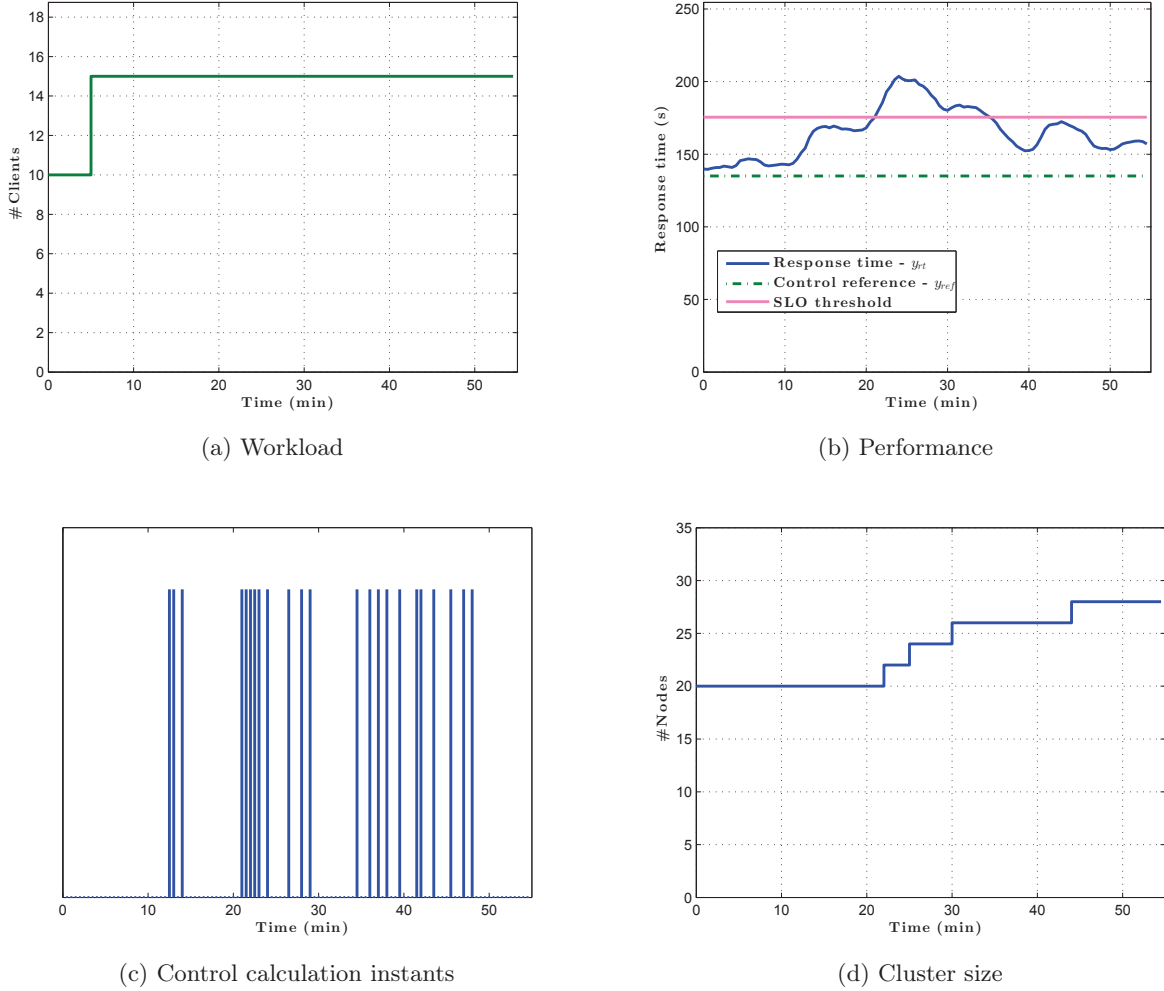 18
16
14
12
10
8
6
4
2
0
#Clients
0 10 20 30 40 50
Time (min)
(a) Workload
250
200
150
100
50
0
Response time (s)
Response time - y_rt
Control reference - y_ref
SLO threshold
0 10 20 30 40 50
Time (min)
(b) Performance
0 10 20 30 40 50
Time (min)
(c) Control calculation instants
35
30
25
20
15
10
5
0
#Nodes
0 10 20 30 40 50
Time (min)
(d) Cluster size